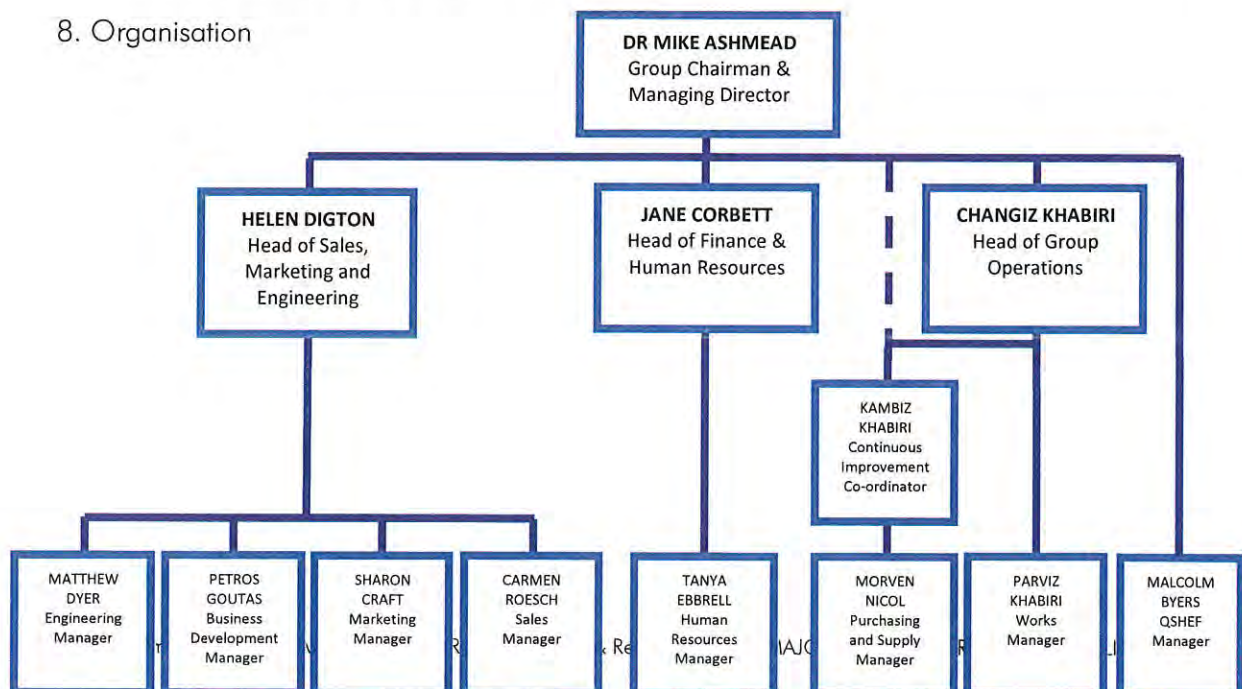 8. Organisation
DR MIKE ASHMEAD
Group Chairman &
Managing Director
HELEN DIGTON
Head of Sales,
Marketing and
Engineering
JANE CORBETT
Head of Finance &
Human Resources
CHANGIZ KHABIRI
Head of Group
Operations
KAMBIZ
KHABIRI
Continuous
Improvement
Co-ordinator
MATTHEW
DYER
Engineering
Manager
PETROS
GOUTAS
Business
Development
Manager
SHARON
CRAFT
Marketing
Manager
CARMEN
ROESCH
Sales
Manager
TANYA
EBBRELL
Human
Resources
Manager
MORVEN
NICOL
Purchasing
and Supply
Manager
PARVIZ
KHABIRI
Works
Manager
MALCOLM
BYERS
QSHEF
Manager